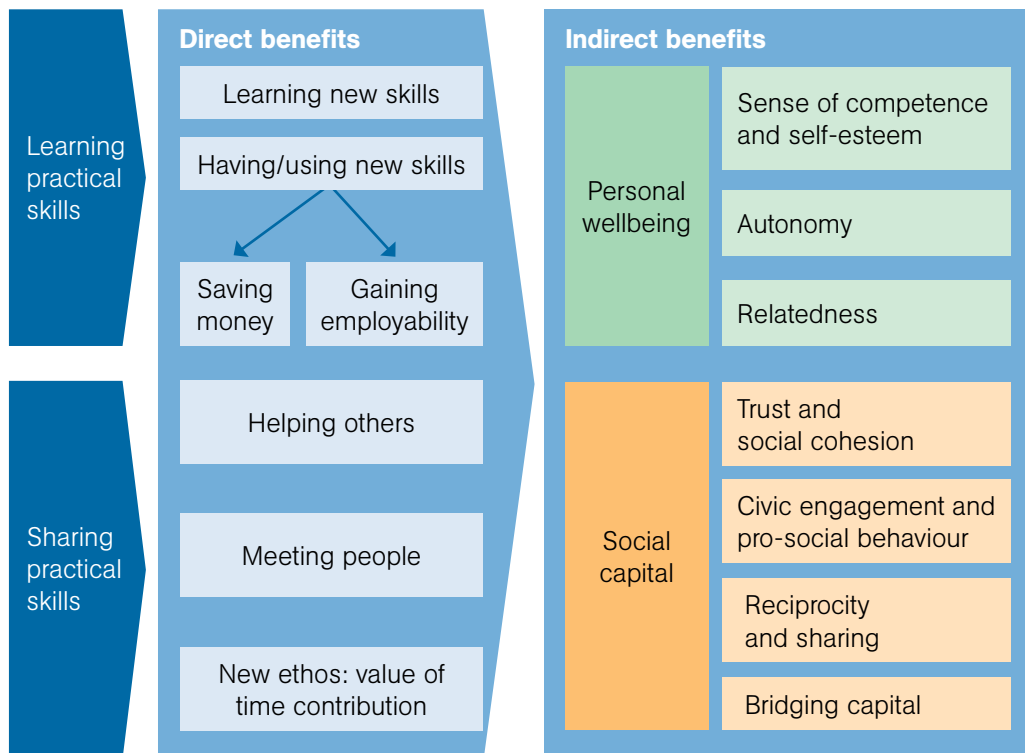 Learning
practical
skills
Sharing
practical
skills
Direct benefits
Learning new skills
Having/using new skills
Saving
money
Gaining
employability
Helping others
Meeting people
New ethos: value of
time contribution
Indirect benefits
Personal
wellbeing
Sense of competence
and self-esteem
Autonomy
Relatedness
Social
capital
Trust and
social cohesion
Civic engagement and
pro-social behaviour
Reciprocity
and sharing
Bridging capital